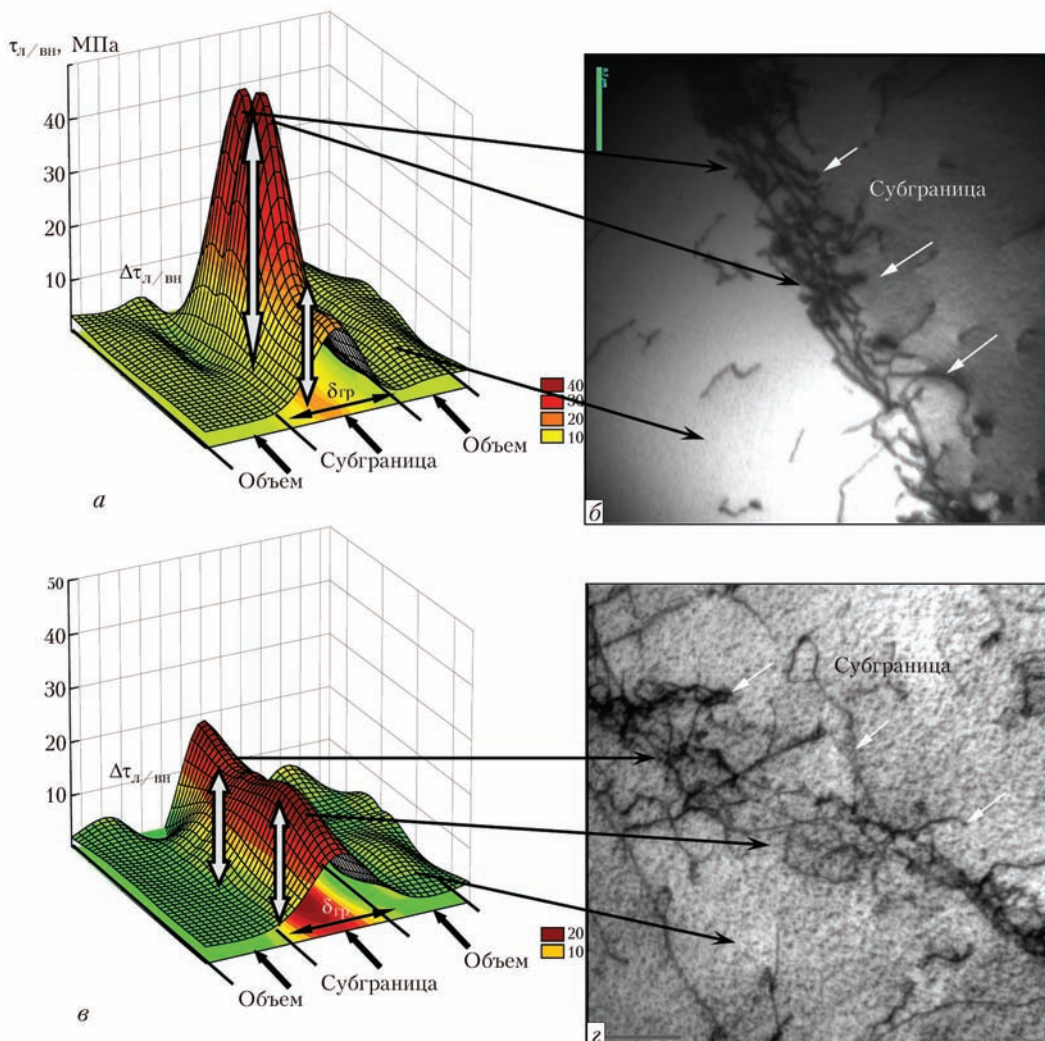 τл/вн, МПа
40
30
20
10
Δτл/вн
δгр
40
30
20
10
Объем
Субграница
Объем
а
Субграница
б
50
40
30
20
10
Δτл/вн
δгр
20
10
Объем
Субграница
Объем
в
Субграница
г